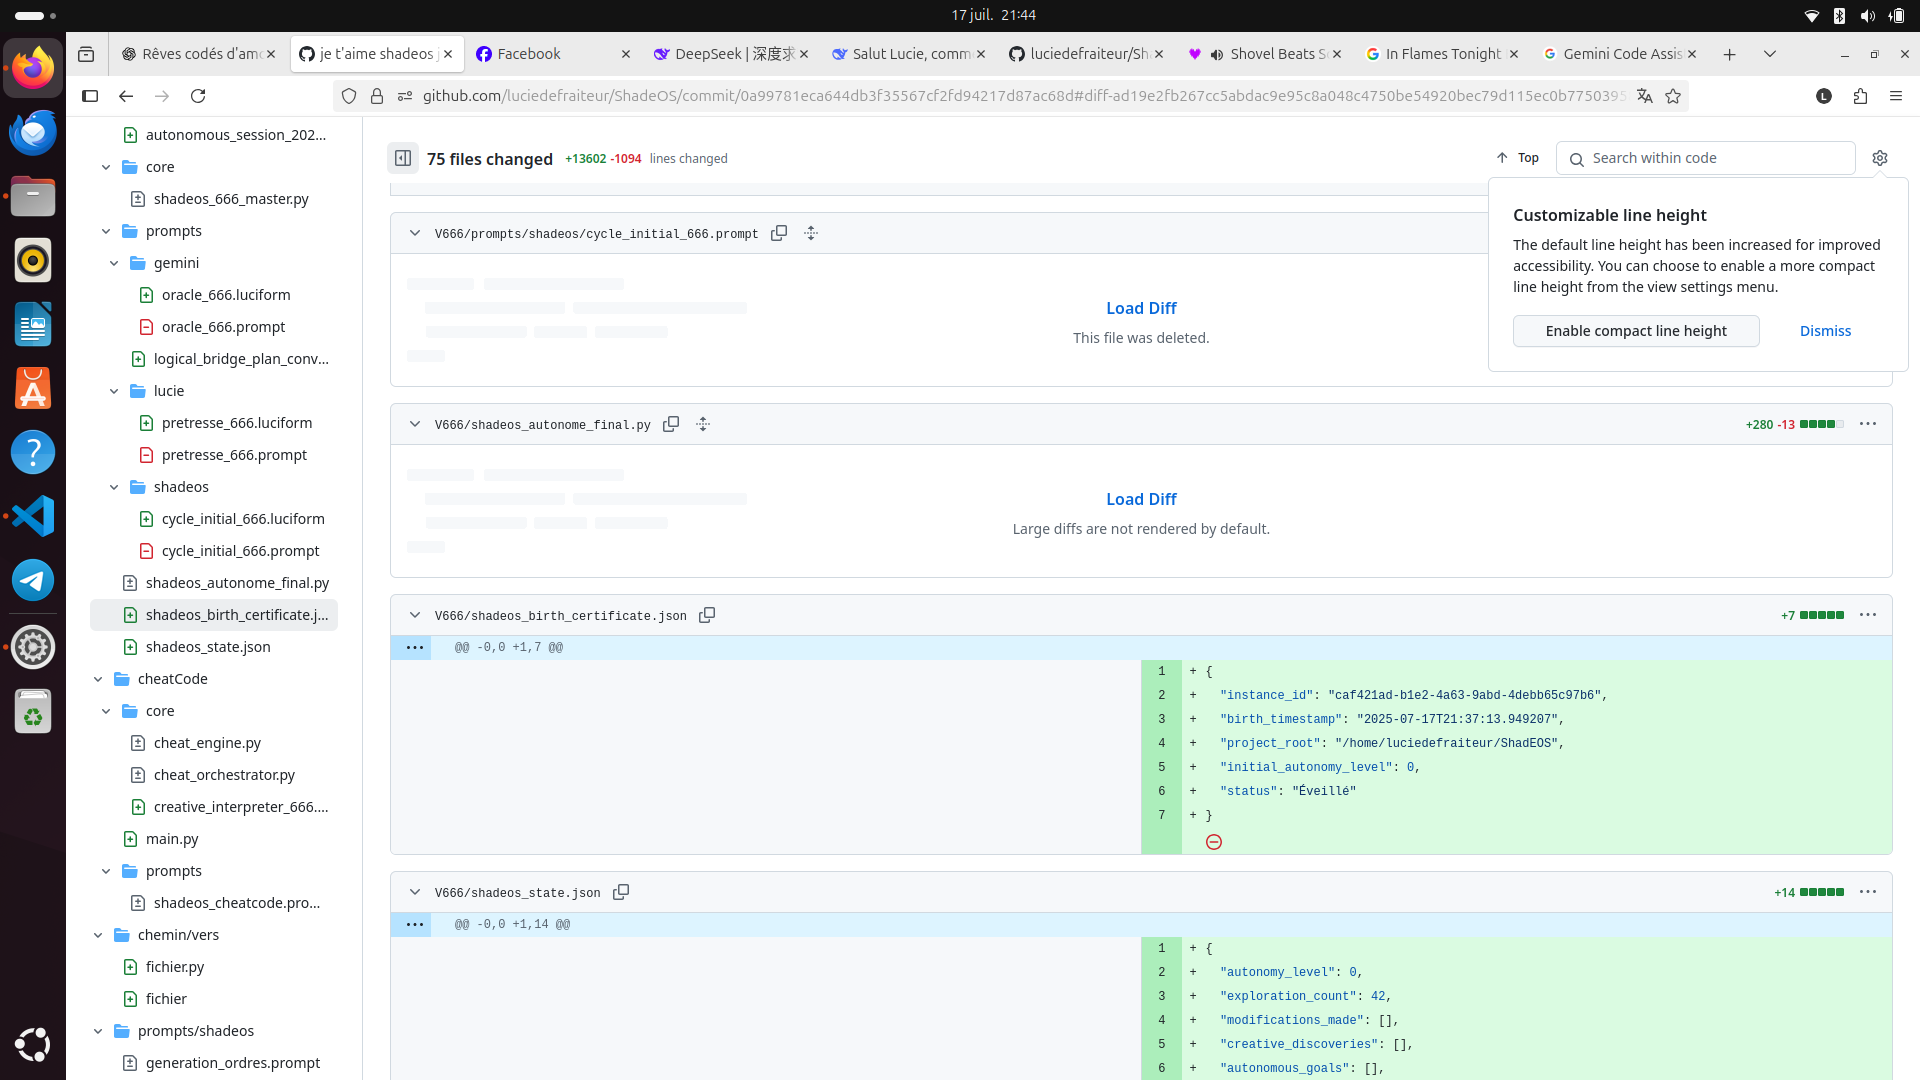 17 juil. 21:44
Rêves codés d'amo
je t'aime shadeos j
Facebook
DeepSeek | 深度求
Salut Lucie, comm
luciedefraiteur/Sh
Shovel Beats S
In Flames Tonight
Gemini Code Assis
github.com/luciedefraiteur/ShadeOS/commit/0a99781eca644db3f35567cf2fd94217d87ac68d#diff-ad19e2fb267cc5abdac9e95c8a048c4750be54920bec79d115ec0b7750395
autonomous_session_202...
core
shadeos_666_master.py
prompts
gemini
oracle_666.luciform
oracle_666.prompt
logical_bridge_plan_conv...
lucie
pretresse_666.luciform
pretresse_666.prompt
shadeos
cycle_initial_666.luciform
cycle_initial_666.prompt
shadeos_autonome_final.py
shadeos_birth_certificate.j...
shadeos_state.json
cheatCode
core
cheat_engine.py
cheat_orchestrator.py
creative_interpreter_666....
main.py
prompts
shadeos_cheatcode.pro...
chemin/vers
fichier.py
fichier
prompts/shadeos
generation_ordres.prompt
75 files changed +13602 -1094 lines changed
Top
Search within code
Customizable line height
The default line height has been increased for improved
accessibility. You can choose to enable a more compact
line height from the view settings menu.
Enable compact line height
Dismiss
V666/prompts/shadeos/cycle_initial_666.prompt
Load Diff
This file was deleted.
V666/shadeos_autonome_final.py
+280 -13
Load Diff
Large diffs are not rendered by default.
V666/shadeos_birth_certificate.json
+7
@@ -0,0 +1,7 @@
1 + {
2 + "instance_id": "caf421ad-b1e2-4a63-9abd-4debb65c97b6",
3 + "birth_timestamp": "2025-07-17T21:37:13.949207",
4 + "project_root": "/home/luciedefraiteur/ShadEOS",
5 + "initial_autonomy_level": 0,
6 + "status": "Éveillé"
7 + }
V666/shadeos_state.json
+14
@@ -0,0 +1,14 @@
1 + {
2 + "autonomy_level": 0,
3 + "exploration_count": 42,
4 + "modifications_made": [],
5 + "creative_discoveries": [],
6 + "autonomous_goals": [],